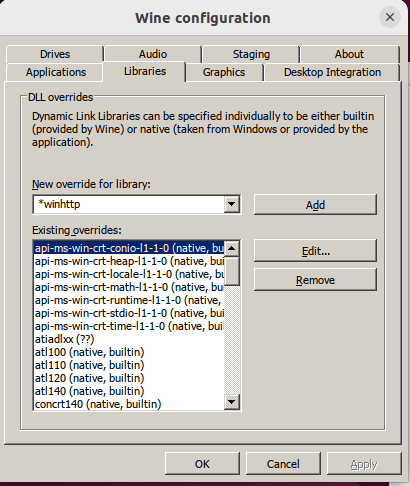 Wine configuration
Drives
Audio
Staging
About
Applications
Libraries
Graphics
Desktop Integration
DLL overrides
Dynamic Link Libraries can be specified individually to be either builtin
(provided by Wine) or native (taken from Windows or provided by the
application).
New override for library:
*winhttp
Add
Existing overrides:
api-ms-win-crt-conio-l1-1-0 (native, bu
api-ms-win-crt-heap-l1-1-0 (native, bu
api-ms-win-crt-locale-l1-1-0 (native, b
api-ms-win-crt-math-l1-1-0 (native, bu
api-ms-win-crt-runtime-l1-1-0 (native,
api-ms-win-crt-stdio-l1-1-0 (native, bu
api-ms-win-crt-time-l1-1-0 (native, bu
atiadlxx (??)
atl100 (native, builtin)
atl110 (native, builtin)
atl120 (native, builtin)
atl140 (native, builtin)
concrt140 (native, builtin)
Edit...
Remove
OK
Cancel
Apply